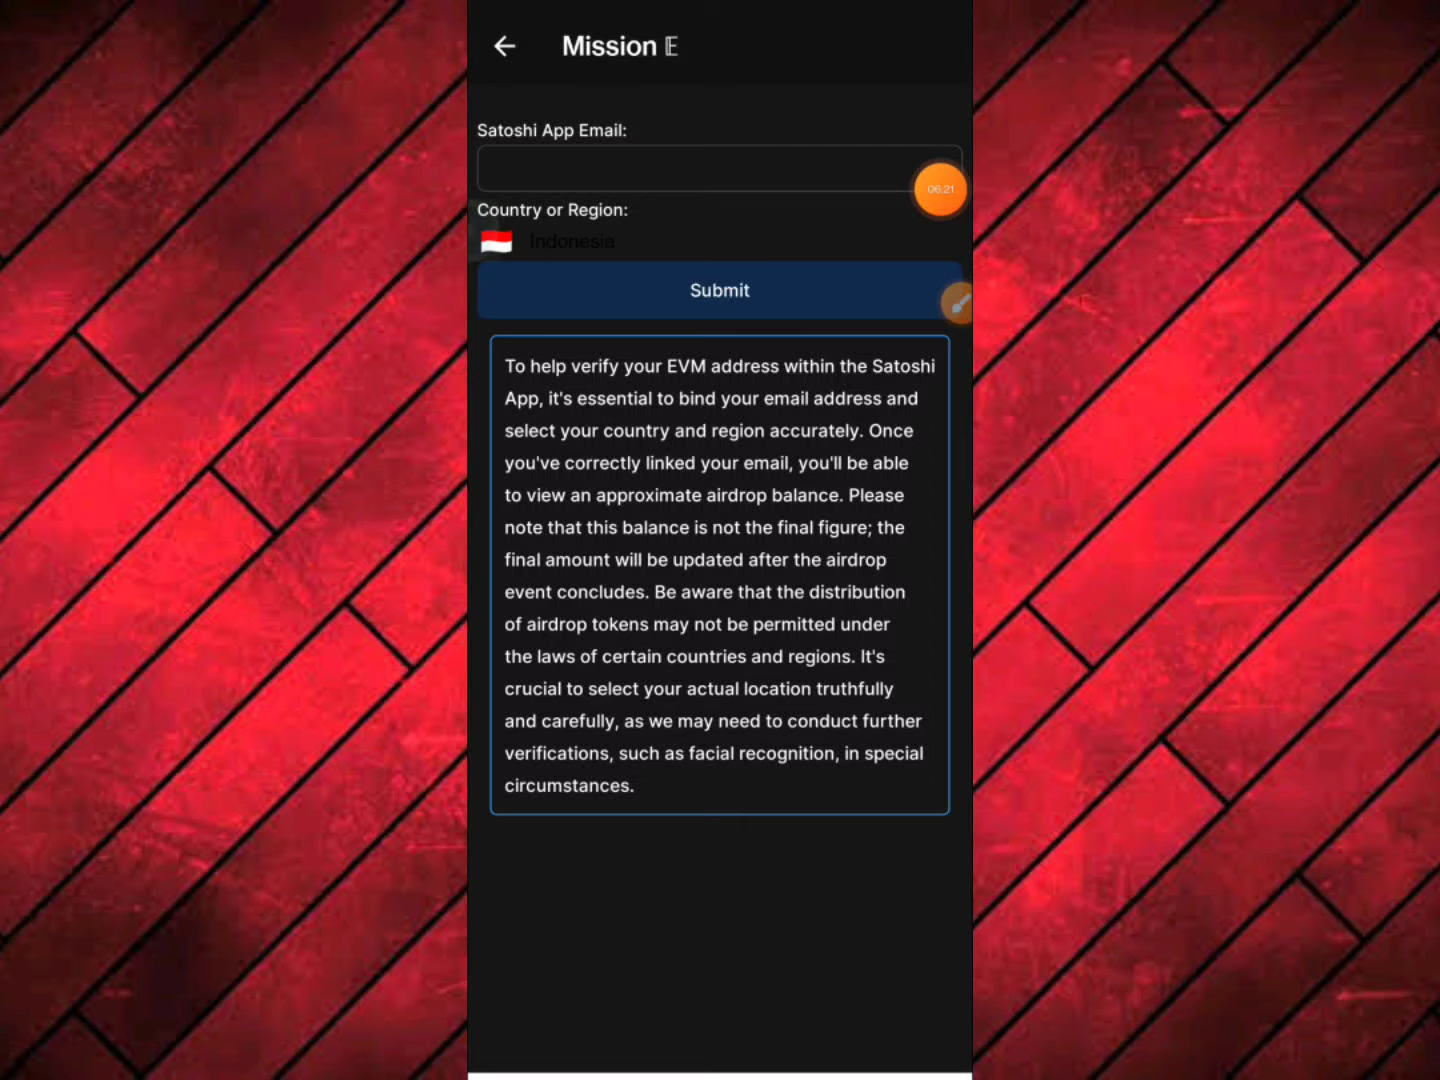 Mission 𝔼
Satoshi App Email:
06:21
Country or Region:
Indonesia
Submit
To help verify your EVM address within the Satoshi
App, it's essential to bind your email address and
select your country and region accurately. Once
you've correctly linked your email, you'll be able
to view an approximate airdrop balance. Please
note that this balance is not the final figure; the
final amount will be updated after the airdrop
event concludes. Be aware that the distribution
of airdrop tokens may not be permitted under
the laws of certain countries and regions. It's
crucial to select your actual location truthfully
and carefully, as we may need to conduct further
verifications, such as facial recognition, in special
circumstances.